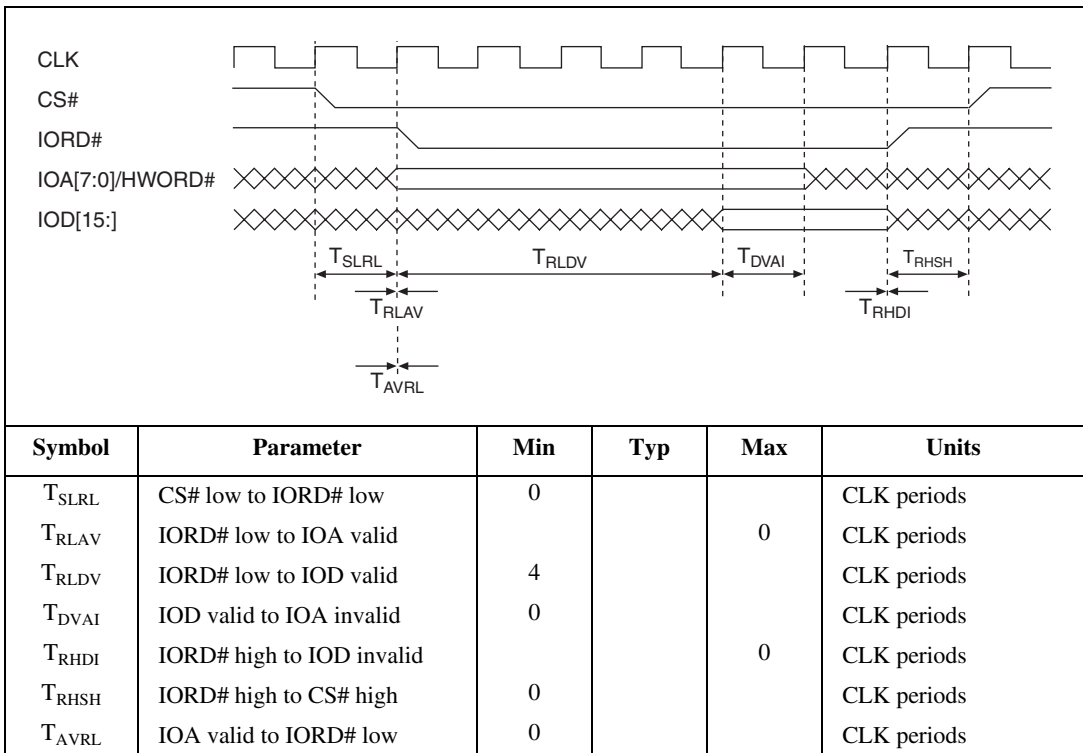 CLK
CS#
IORD#
IOA[7:0]/HWORD#
IOD[15:]
TSLRL TRLDV TDVAI TRHSH
TRLAV TRHDI
TAVRL
Symbol Parameter Min Typ Max Units
TSLRL CS# low to IORD# low 0 CLK periods
TRLAV IORD# low to IOA valid 0 CLK periods
TRLDV IORD# low to IOD valid 4 CLK periods
TDVAI IOD valid to IOA invalid 0 CLK periods
TRHDI IORD# high to IOD invalid 0 CLK periods
TRHSH IORD# high to CS# high 0 CLK periods
TAVRL IOA valid to IORD# low 0 CLK periods